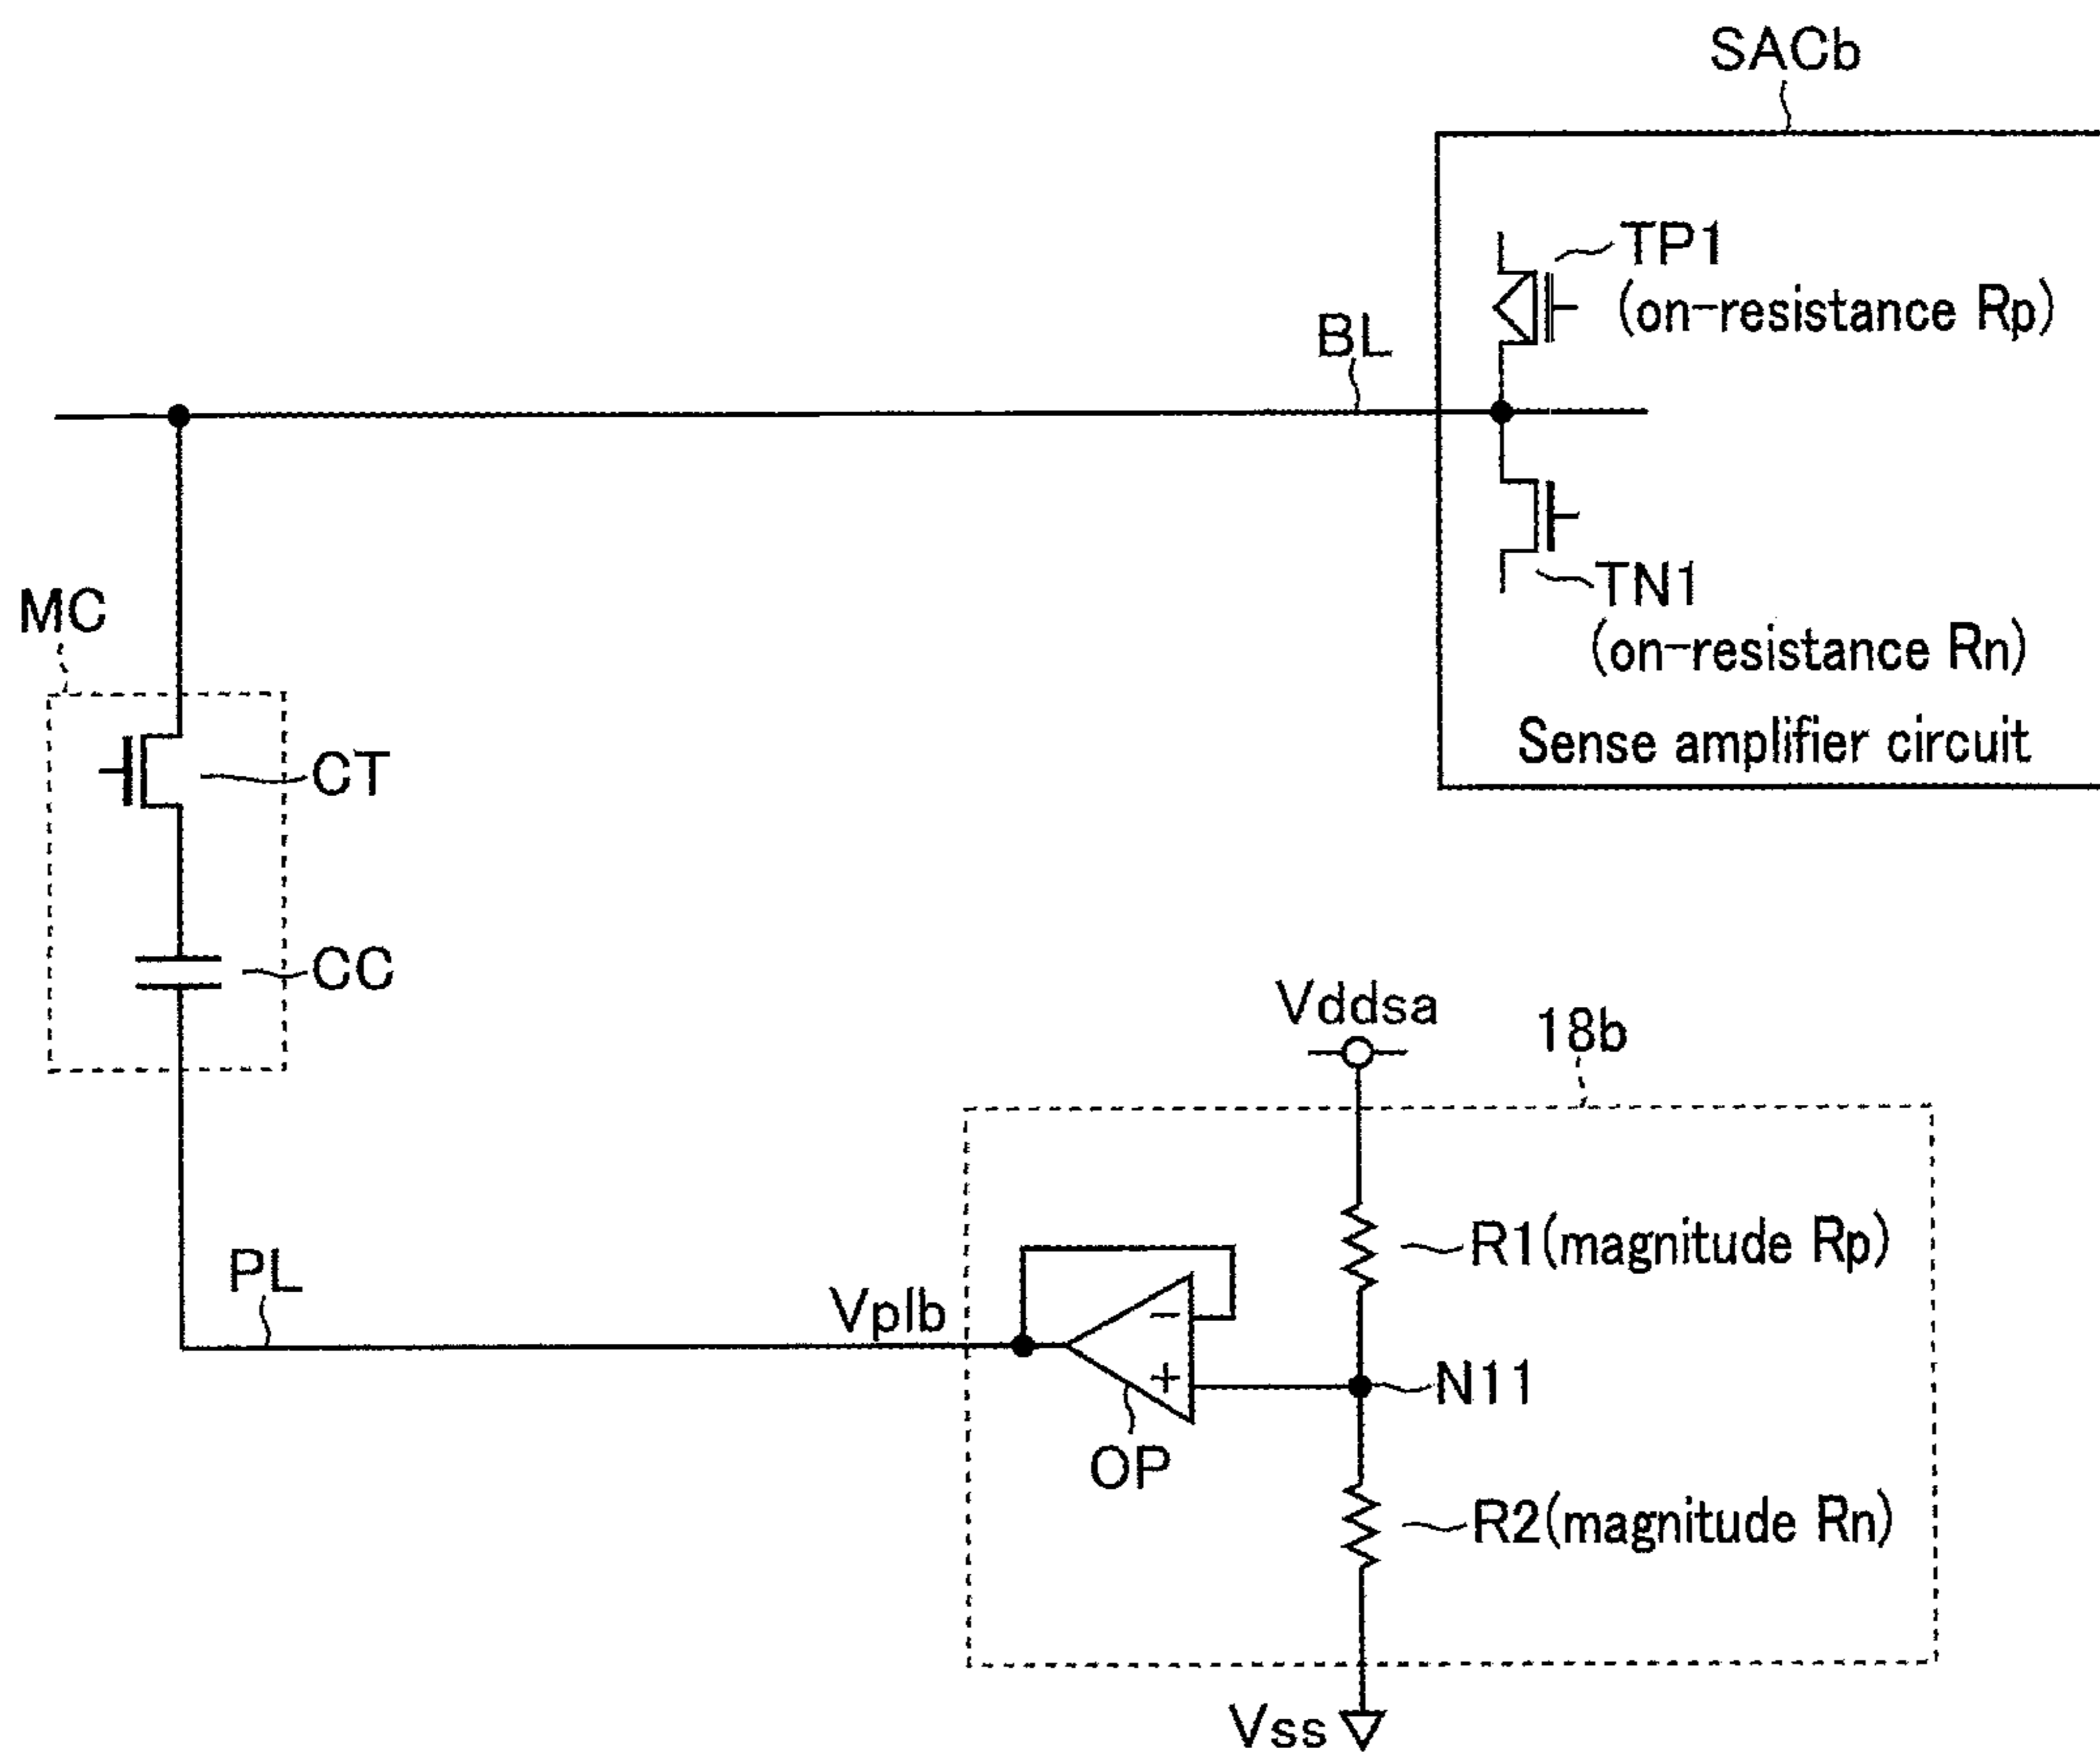 SACb
TP1
(on-resistance Rp)
BL
TN1
(on-resistance Rn)
Sense amplifier circuit
MC
CT
CC
Vddsa
18b
R1(magnitude Rp)
PL
Vplb
−
+
N11
OP
R2(magnitude Rn)
Vss